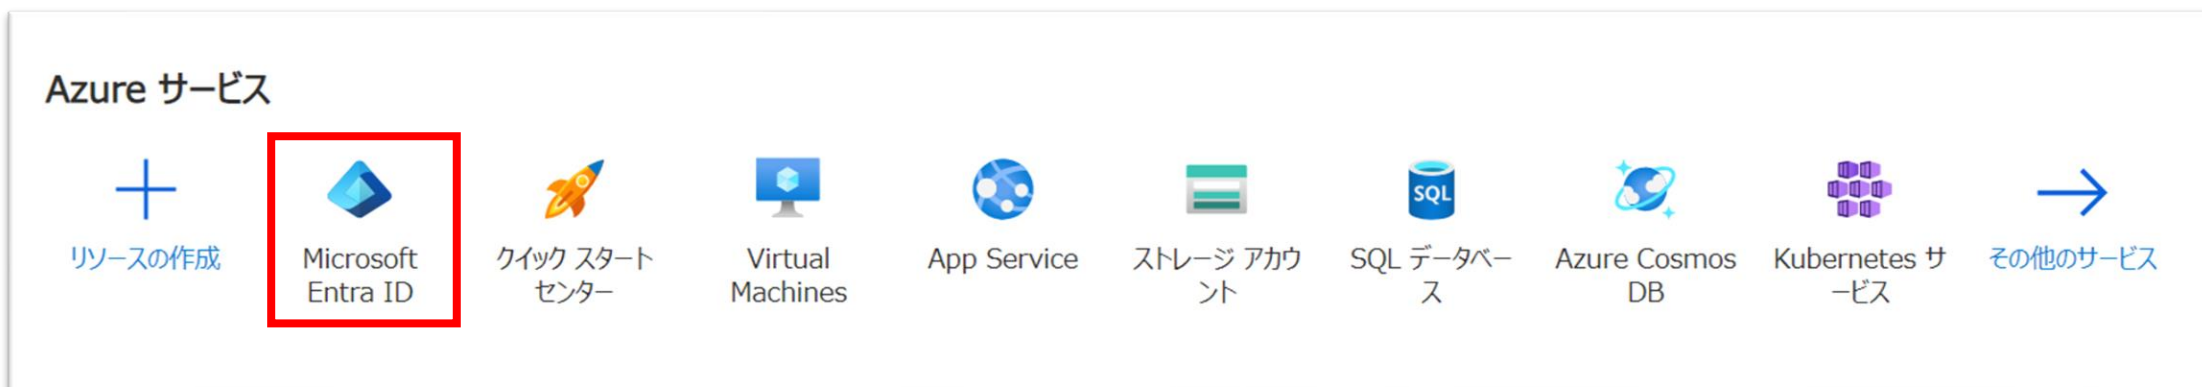 Azure サービス
リソースの作成
Microsoft
Entra ID
クイック スタート
センター
Virtual
Machines
App Service
ストレージ アカウ
ント
SQL
SQL データベー
ス
Azure Cosmos
DB
Kubernetes サ
ービス
その他のサービス